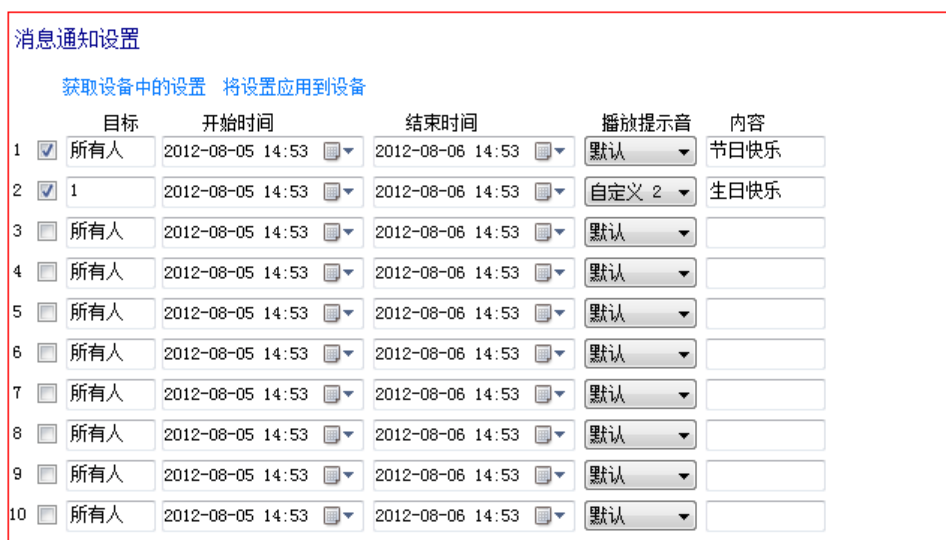 消息通知设置
获取设备中的设置 将设置应用到设备
目标 开始时间 结束时间 播放提示音 内容
1 所有人 2012-08-05 14:53 2012-08-06 14:53 默认 节日快乐
2 1 2012-08-05 14:53 2012-08-06 14:53 自定义 2 生日快乐
3 所有人 2012-08-05 14:53 2012-08-06 14:53 默认
4 所有人 2012-08-05 14:53 2012-08-06 14:53 默认
5 所有人 2012-08-05 14:53 2012-08-06 14:53 默认
6 所有人 2012-08-05 14:53 2012-08-06 14:53 默认
7 所有人 2012-08-05 14:53 2012-08-06 14:53 默认
8 所有人 2012-08-05 14:53 2012-08-06 14:53 默认
9 所有人 2012-08-05 14:53 2012-08-06 14:53 默认
10 所有人 2012-08-05 14:53 2012-08-06 14:53 默认